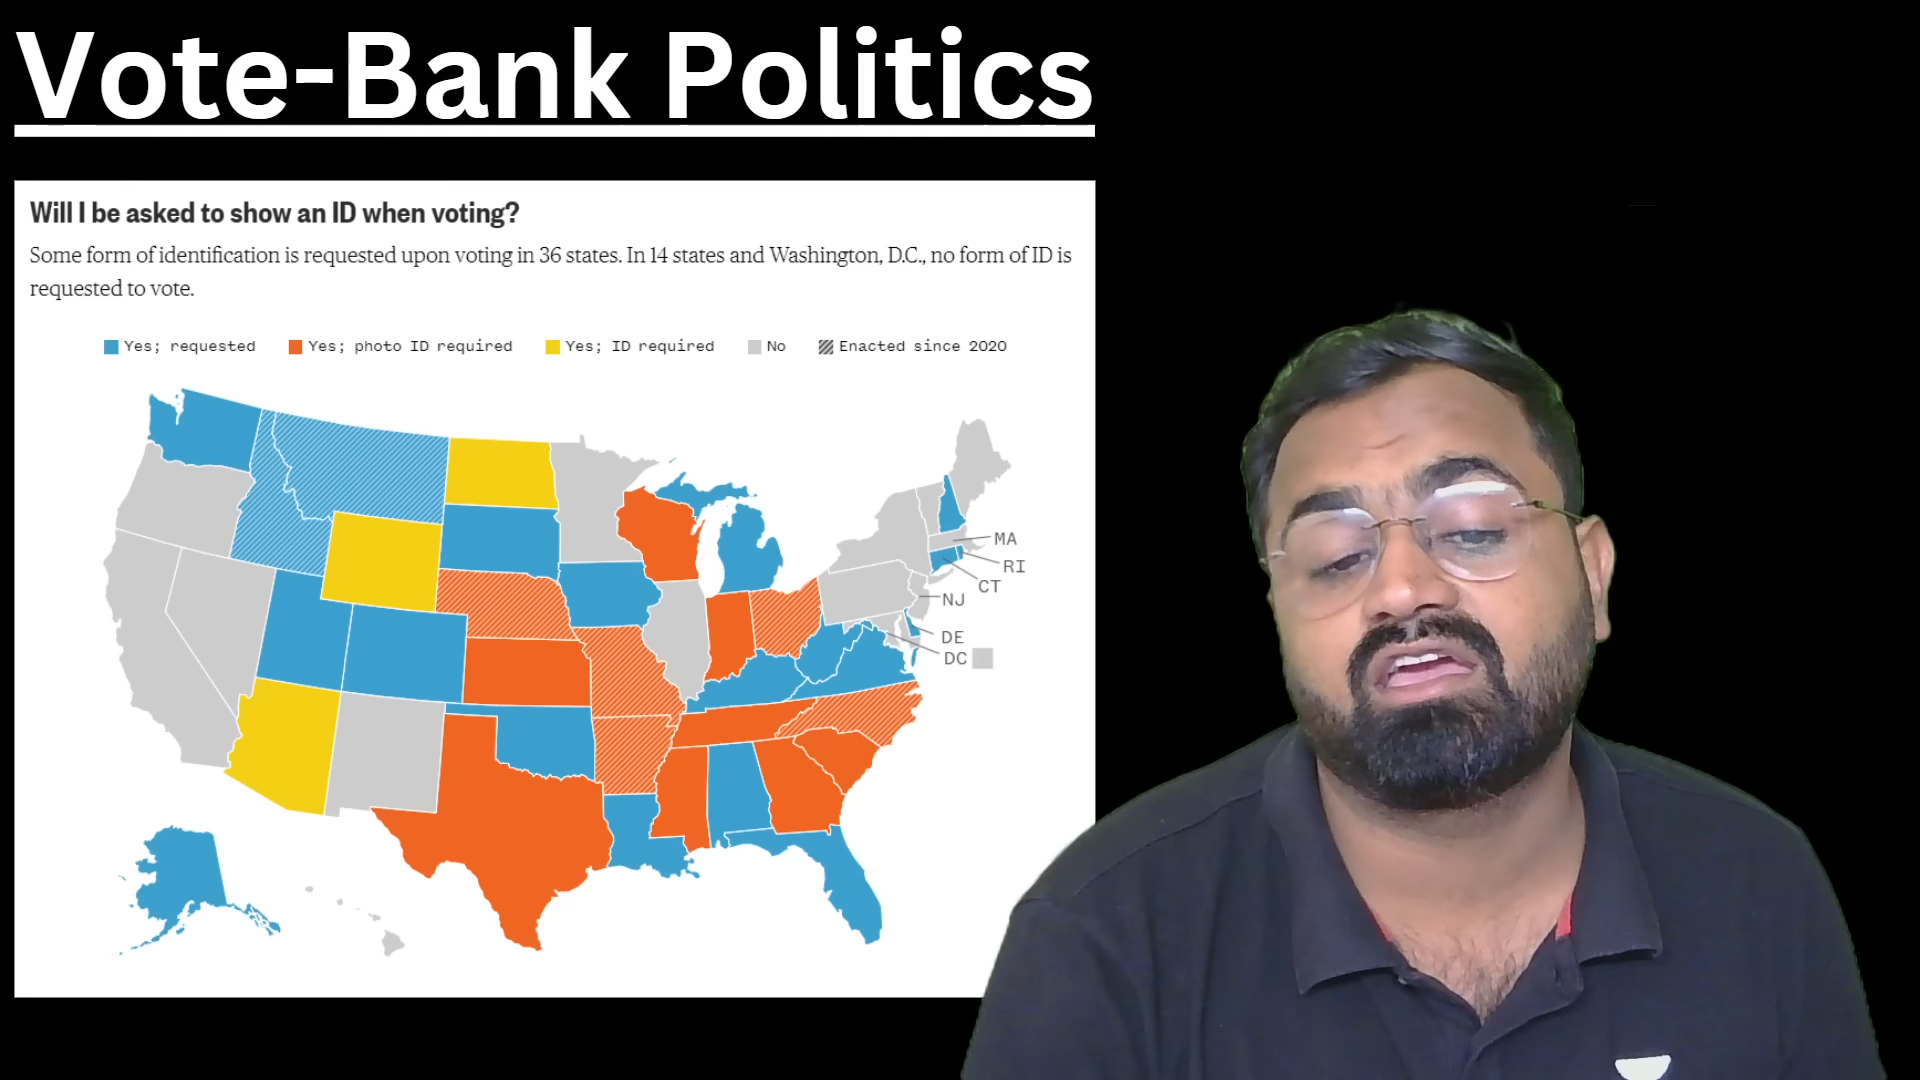 Vote-Bank Politics
Will I be asked to show an ID when voting?
Some form of identification is requested upon voting in 36 states. In 14 states and Washington, D.C., no form of ID is
requested to vote.
Yes; requested Yes; photo ID required Yes; ID required No Enacted since 2020
MA
RI
CT
NJ
DE
DC